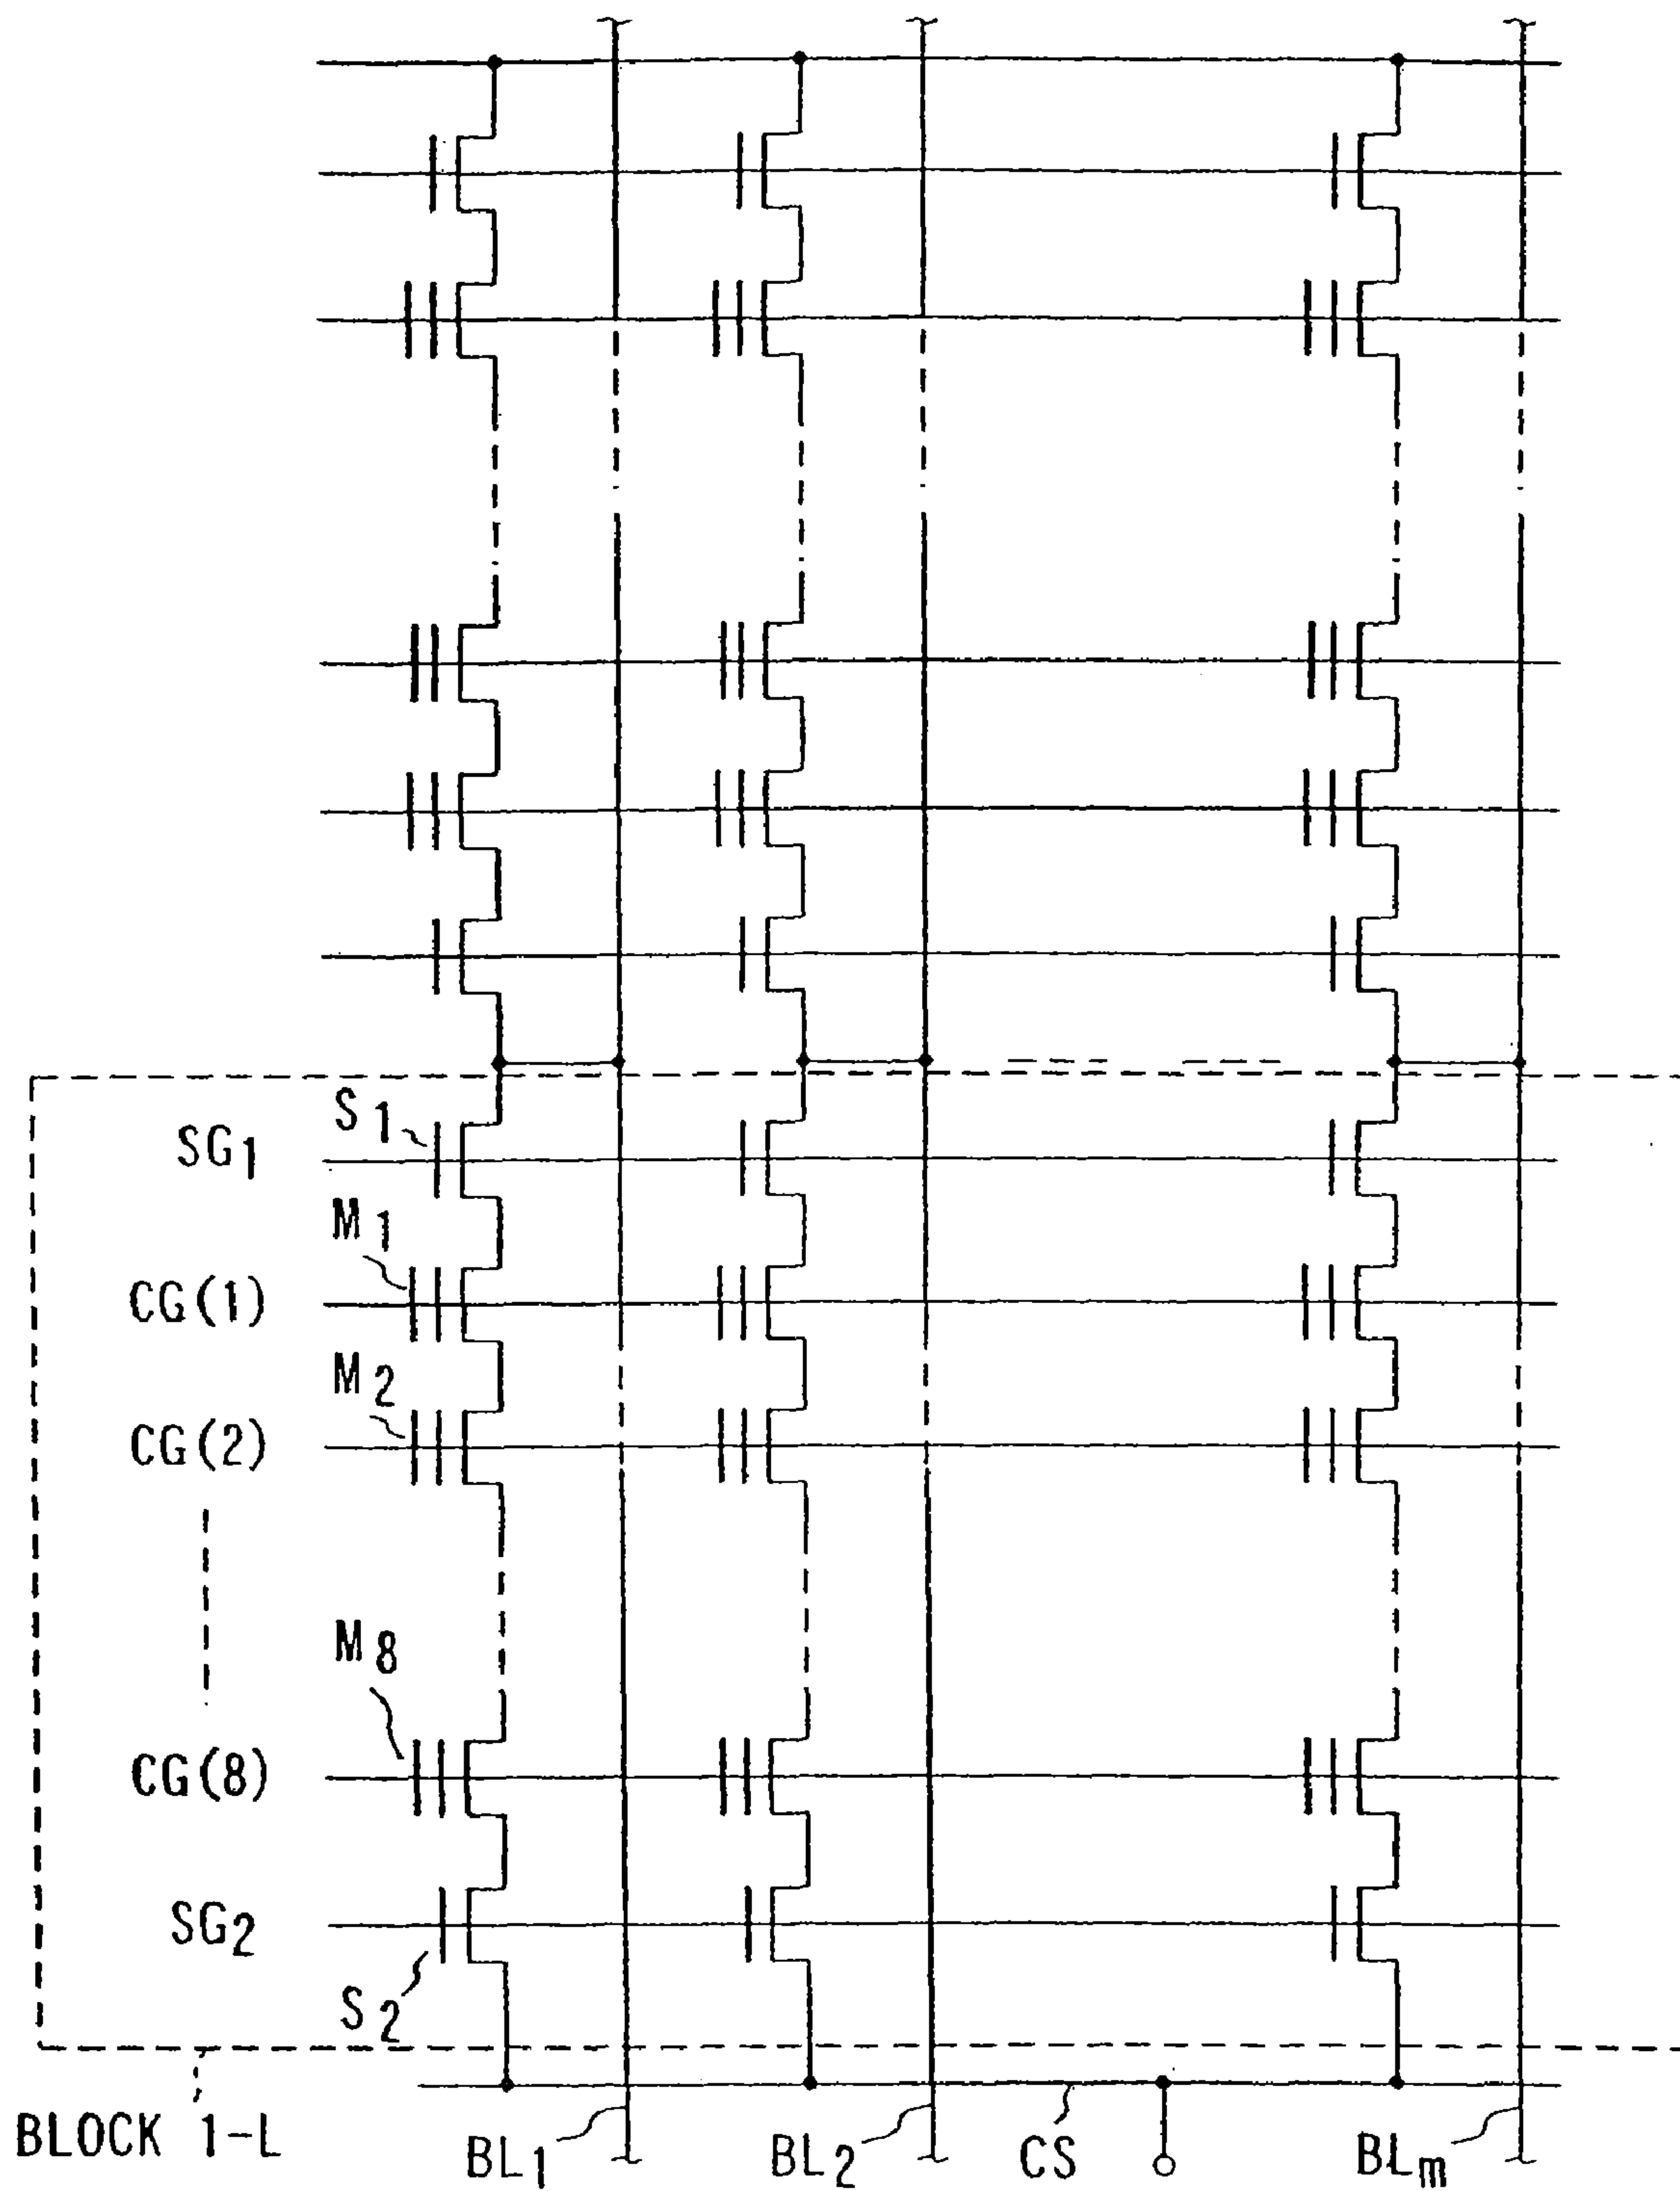 S1
SG1
M1
CG(1)
M2
CG(2)
M8
CG(8)
SG2
S2
BLOCK 1-L
BL1
BL2
CS
BLm